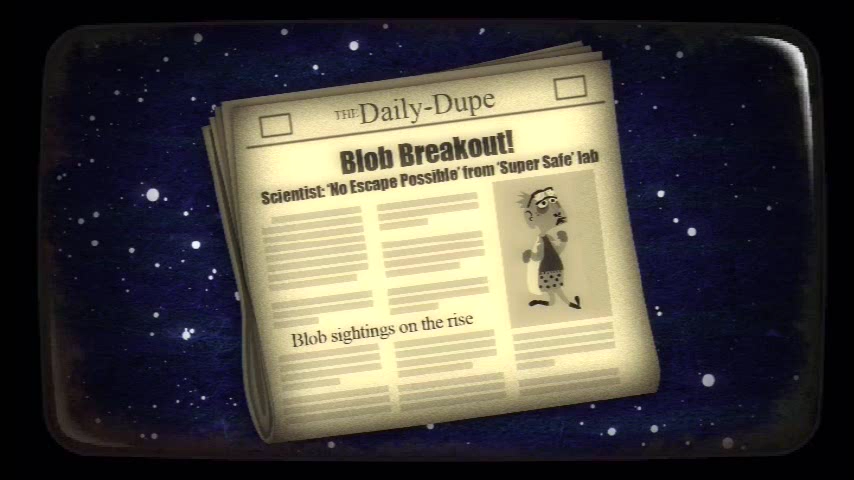 THE Daily-Dupe
Blob Breakout!
Scientist: 'No Escape Possible' from 'Super Safe' lab
Blob sightings on the rise